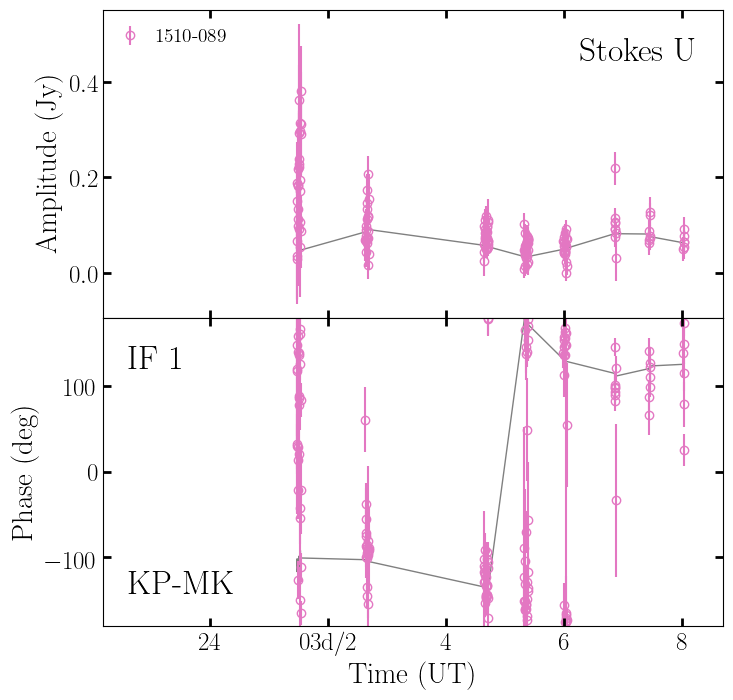 1510-089
Stokes U
Amplitude (Jy)
0.4
0.2
0.0
IF 1
KP-MK
Phase (deg)
100
0
−100
24
03d/2
4
6
8
Time (UT)